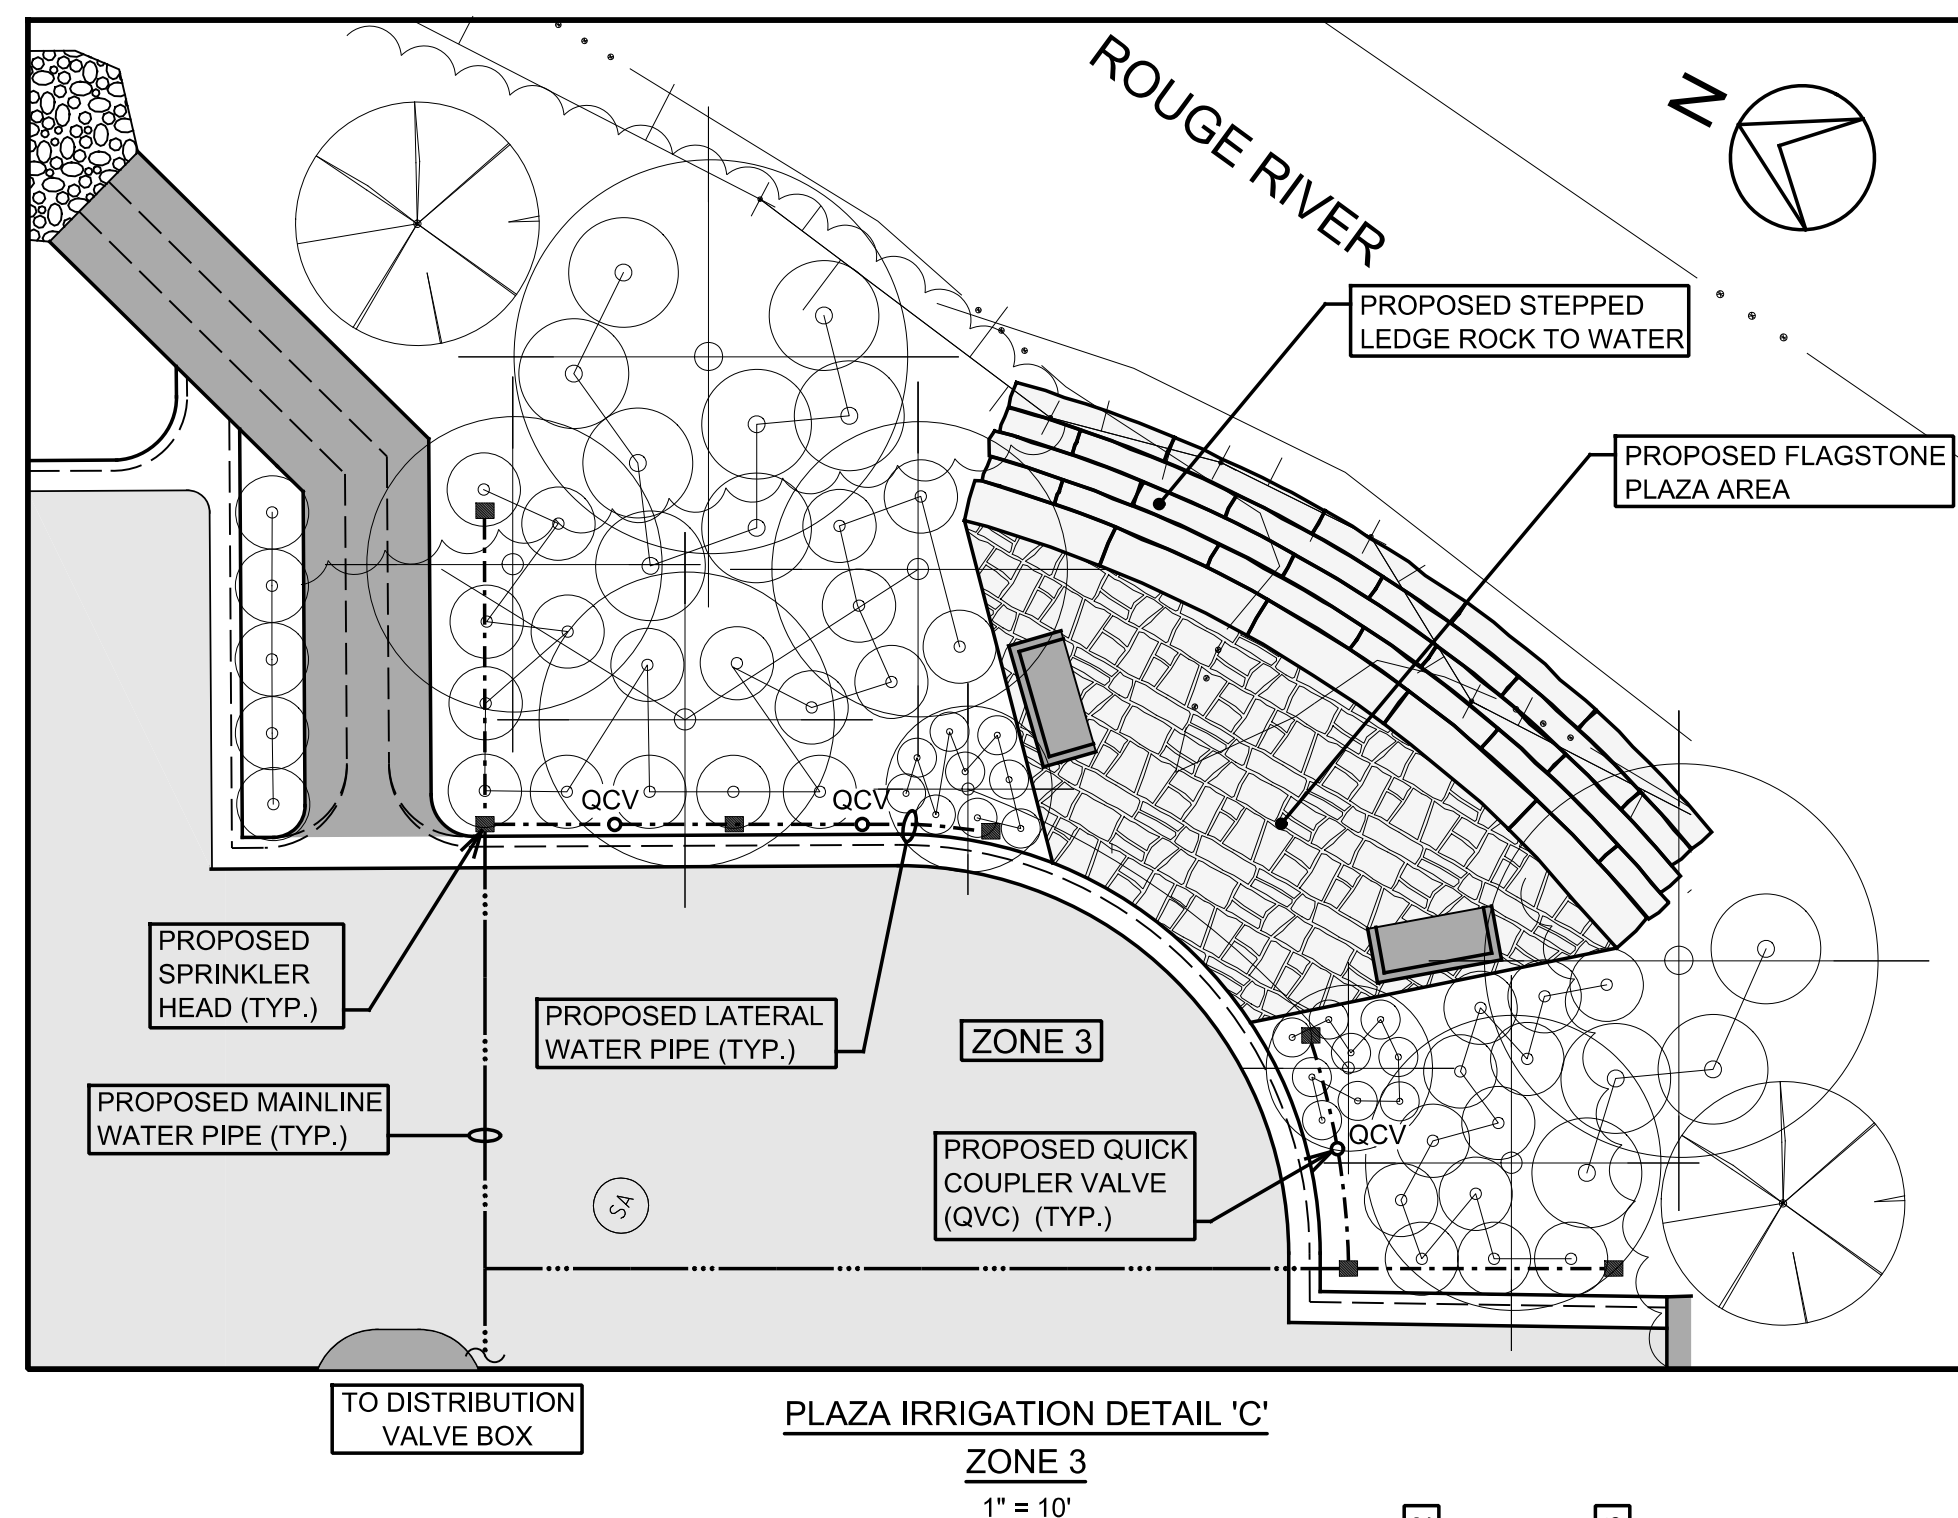 ROUGE RIVER
N
PROPOSED STEPPED
LEDGE ROCK TO WATER
PROPOSED FLAGSTONE
PLAZA AREA
QCV
QCV
PROPOSED
SPRINKLER
HEAD (TYP.)
PROPOSED LATERAL
WATER PIPE (TYP.)
ZONE 3
PROPOSED MAINLINE
WATER PIPE (TYP.)
QCV
PROPOSED QUICK
COUPLER VALVE
(QVC) (TYP.)
SA
TO DISTRIBUTION
VALVE BOX
PLAZA IRRIGATION DETAIL 'C'
ZONE 3
1" = 10'